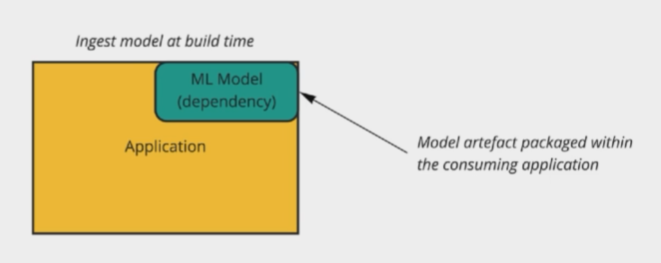 Ingest model at build time
ML Model
(dependency)
Application
Model artefact packaged within
the consuming application